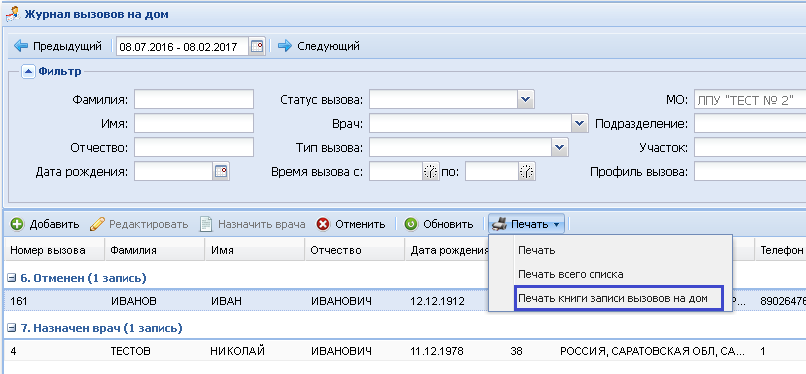 Журнал вызовов на дом
Предыдущий 08.07.2016 - 08.02.2017 Следующий
Фильтр
Фамилия: Статус вызова: МО: ЛПУ "ТЕСТ № 2"
Имя: Врач: Подразделение:
Отчество: Тип вызова: Участок:
Дата рождения: Время вызова с: по: Профиль вызова:
Добавить Редактировать Назначить врача Отменить Обновить Печать
Номер вызова Фамилия Имя Отчество Дата рождения Телефон
Печать
Печать всего списка
Печать книги записи вызовов на дом
6. Отменен (1 запись)
161 ИВАНОВ ИВАН ИВАНОВИЧ 12.12.1912 Р... 89026476
7. Назначен врач (1 запись)
4 ТЕСТОВ НИКОЛАЙ ИВАНОВИЧ 11.12.1978 38 РОССИЯ, САРАТОВСКАЯ ОБЛ, СА... 1